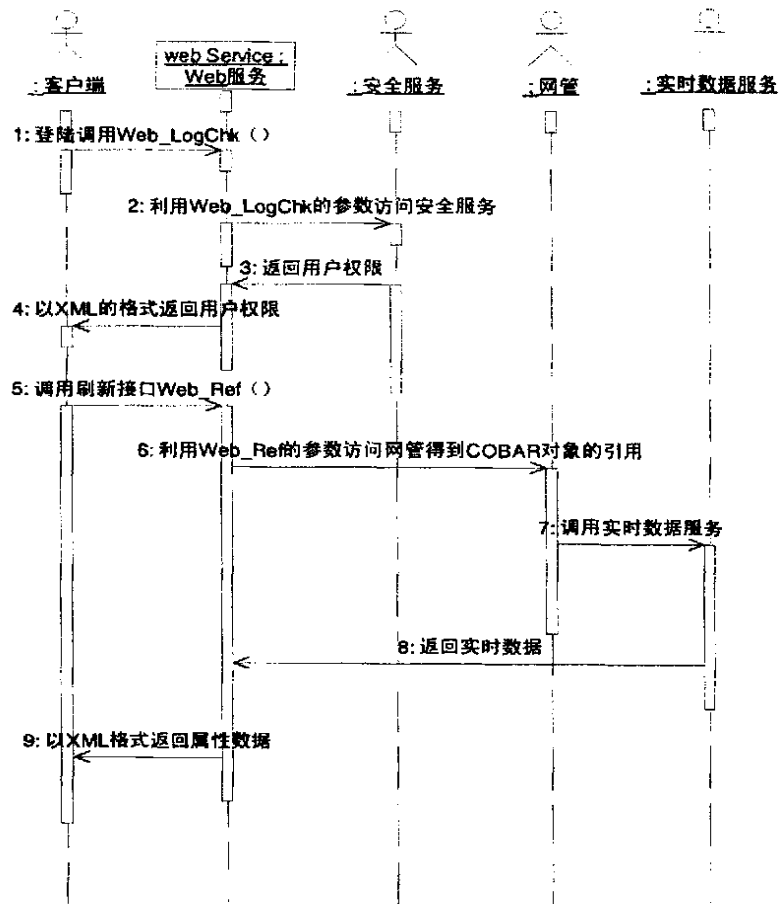 web Service :
Web服务
: 客户端
: 安全服务
: 网管
: 实时数据服务
1: 登陆调用Web_LogChk（）
2: 利用Web_LogChk的参数访问安全服务
3: 返回用户权限
4: 以XML的格式返回用户权限
5: 调用刷新接口Web_Ref（）
6: 利用Web_Ref的参数访问网管得到COBAR对象的引用
7: 调用实时数据服务
8: 返回实时数据
9: 以XML格式返回属性数据